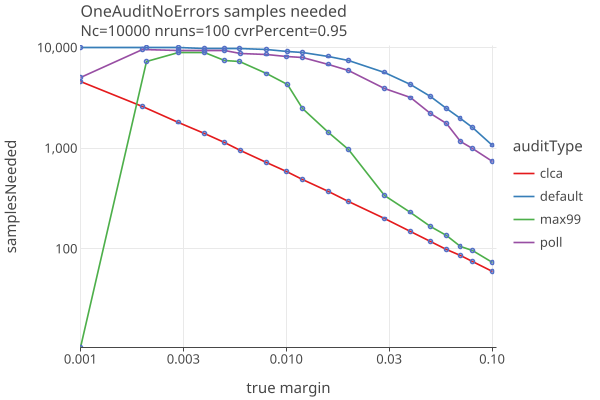 OneAuditNoErrors samples needed
Nc=10000 nruns=100 cvrPercent=0.95
10,000
1,000
100
samplesNeeded
0.001
0.003
0.010
0.03
0.10
true margin
auditType
clca
default
max99
poll